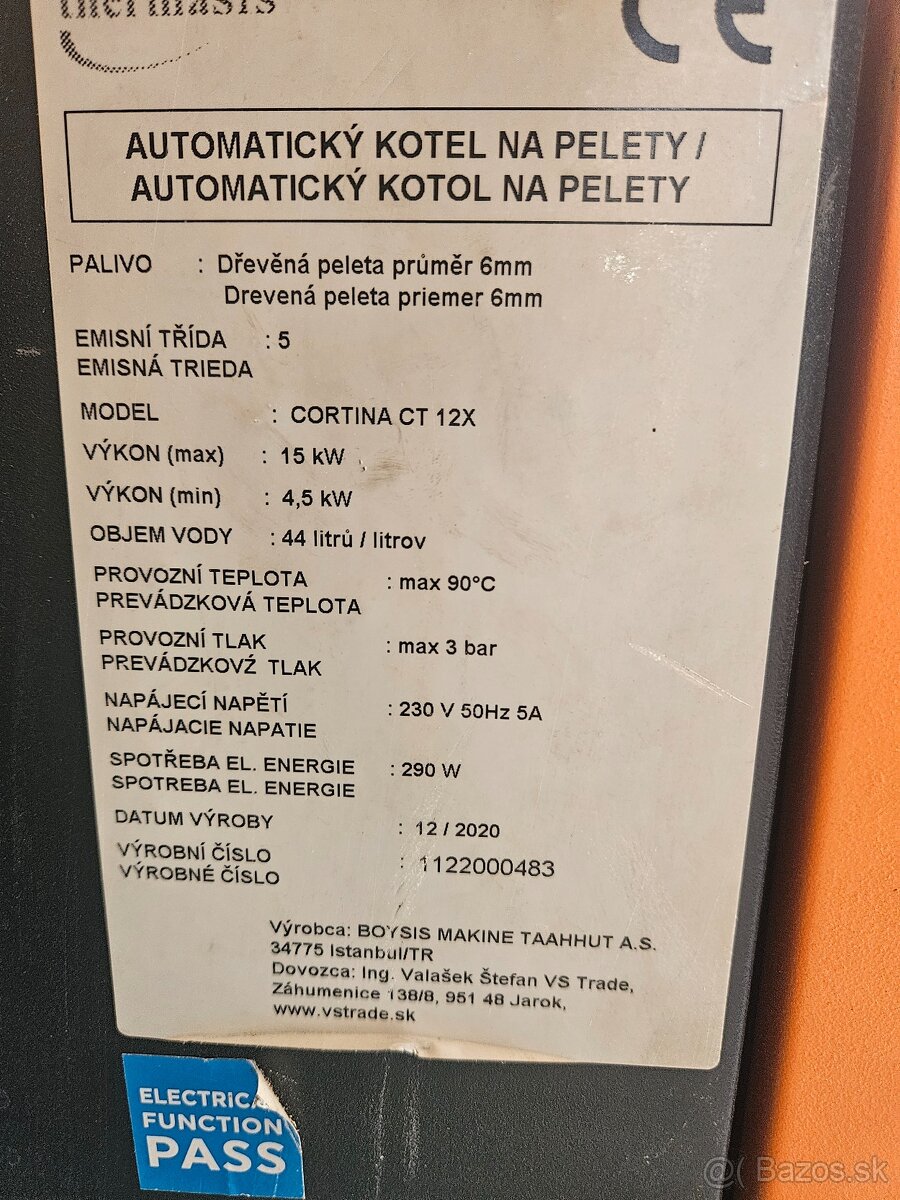 thermasis
CE
AUTOMATICKÝ KOTEL NA PELETY /
AUTOMATICKÝ KOTOL NA PELETY
PALIVO : Dřevěná peleta průměr 6mm
Drevená peleta priemer 6mm
EMISNÍ TŘÍDA : 5
EMISNÁ TRIEDA
MODEL : CORTINA CT 12X
VÝKON (max) : 15 kW
VÝKON (min) : 4,5 kW
OBJEM VODY : 44 litrů / litrov
PROVOZNÍ TEPLOTA : max 90°C
PREVÁDZKOVÁ TEPLOTA
PROVOZNÍ TLAK : max 3 bar
PREVÁDZKOVŹ TLAK
NAPÁJECÍ NAPĚTÍ : 230 V 50Hz 5A
NAPÁJACIE NAPATIE
SPOTŘEBA EL. ENERGIE : 290 W
SPOTREBA EL. ENERGIE
DATUM VÝROBY : 12 / 2020
VÝROBNÍ ČÍSLO : 1122000483
VÝROBNÉ ČÍSLO
Výrobca: BOYSIS MAKINE TAAHHUT A.S.
34775 Istanbul/TR
Dovozca: Ing. Valašek Štefan VS Trade,
Záhumenice 138/8, 951 48 Jarok,
www.vstrade.sk
ELECTRICA
FUNCTION
PASS
@( Bazos.sk